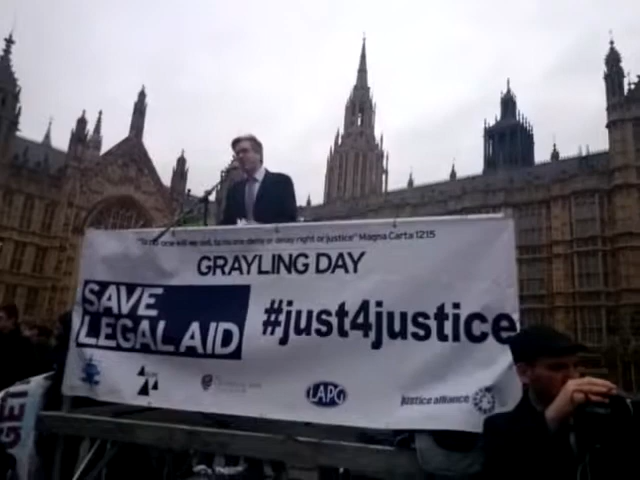 "To no one will we sell, to no one deny or delay right or justice" Magna Carta 1215
GRAYLING DAY
SAVE
LEGAL AID
#just4justice
LAPG
justice alliance